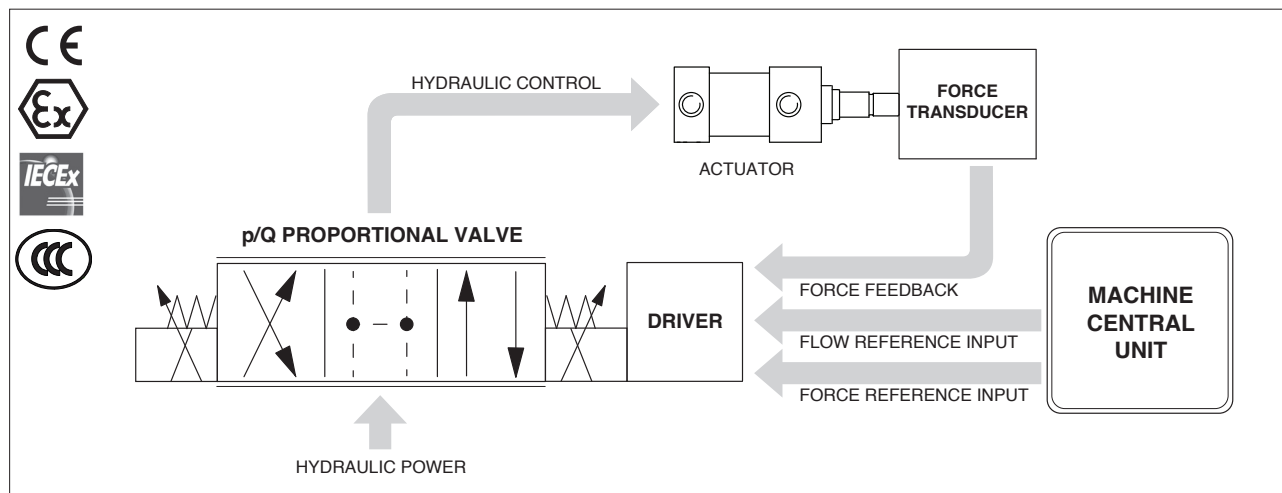 CE
Ex
IECEx
CCC
HYDRAULIC CONTROL
FORCE
TRANSDUCER
ACTUATOR
p/Q PROPORTIONAL VALVE
DRIVER
FORCE FEEDBACK
FLOW REFERENCE INPUT
FORCE REFERENCE INPUT
MACHINE
CENTRAL
UNIT
HYDRAULIC POWER